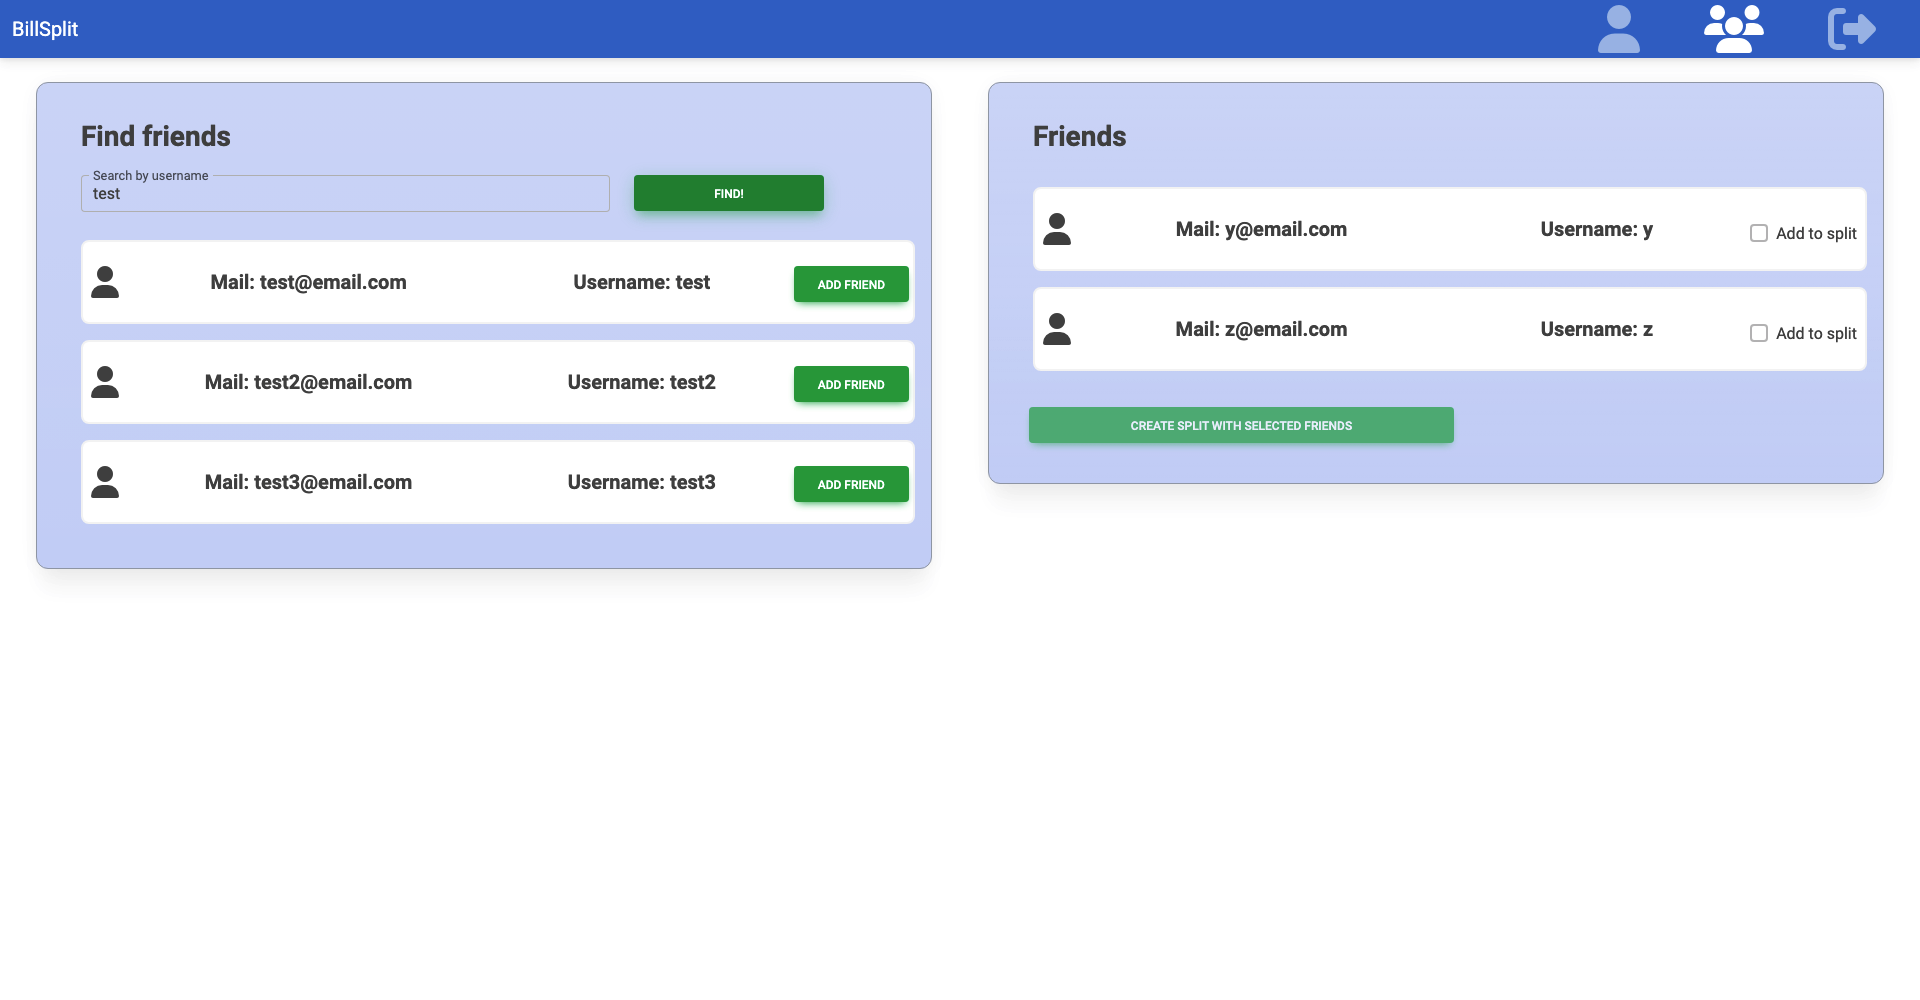 BillSplit
Find friends
Search by username
test
FIND!
Mail: test@email.com
Username: test
ADD FRIEND
Mail: test2@email.com
Username: test2
ADD FRIEND
Mail: test3@email.com
Username: test3
ADD FRIEND
Friends
Mail: y@email.com
Username: y
Add to split
Mail: z@email.com
Username: z
Add to split
CREATE SPLIT WITH SELECTED FRIENDS